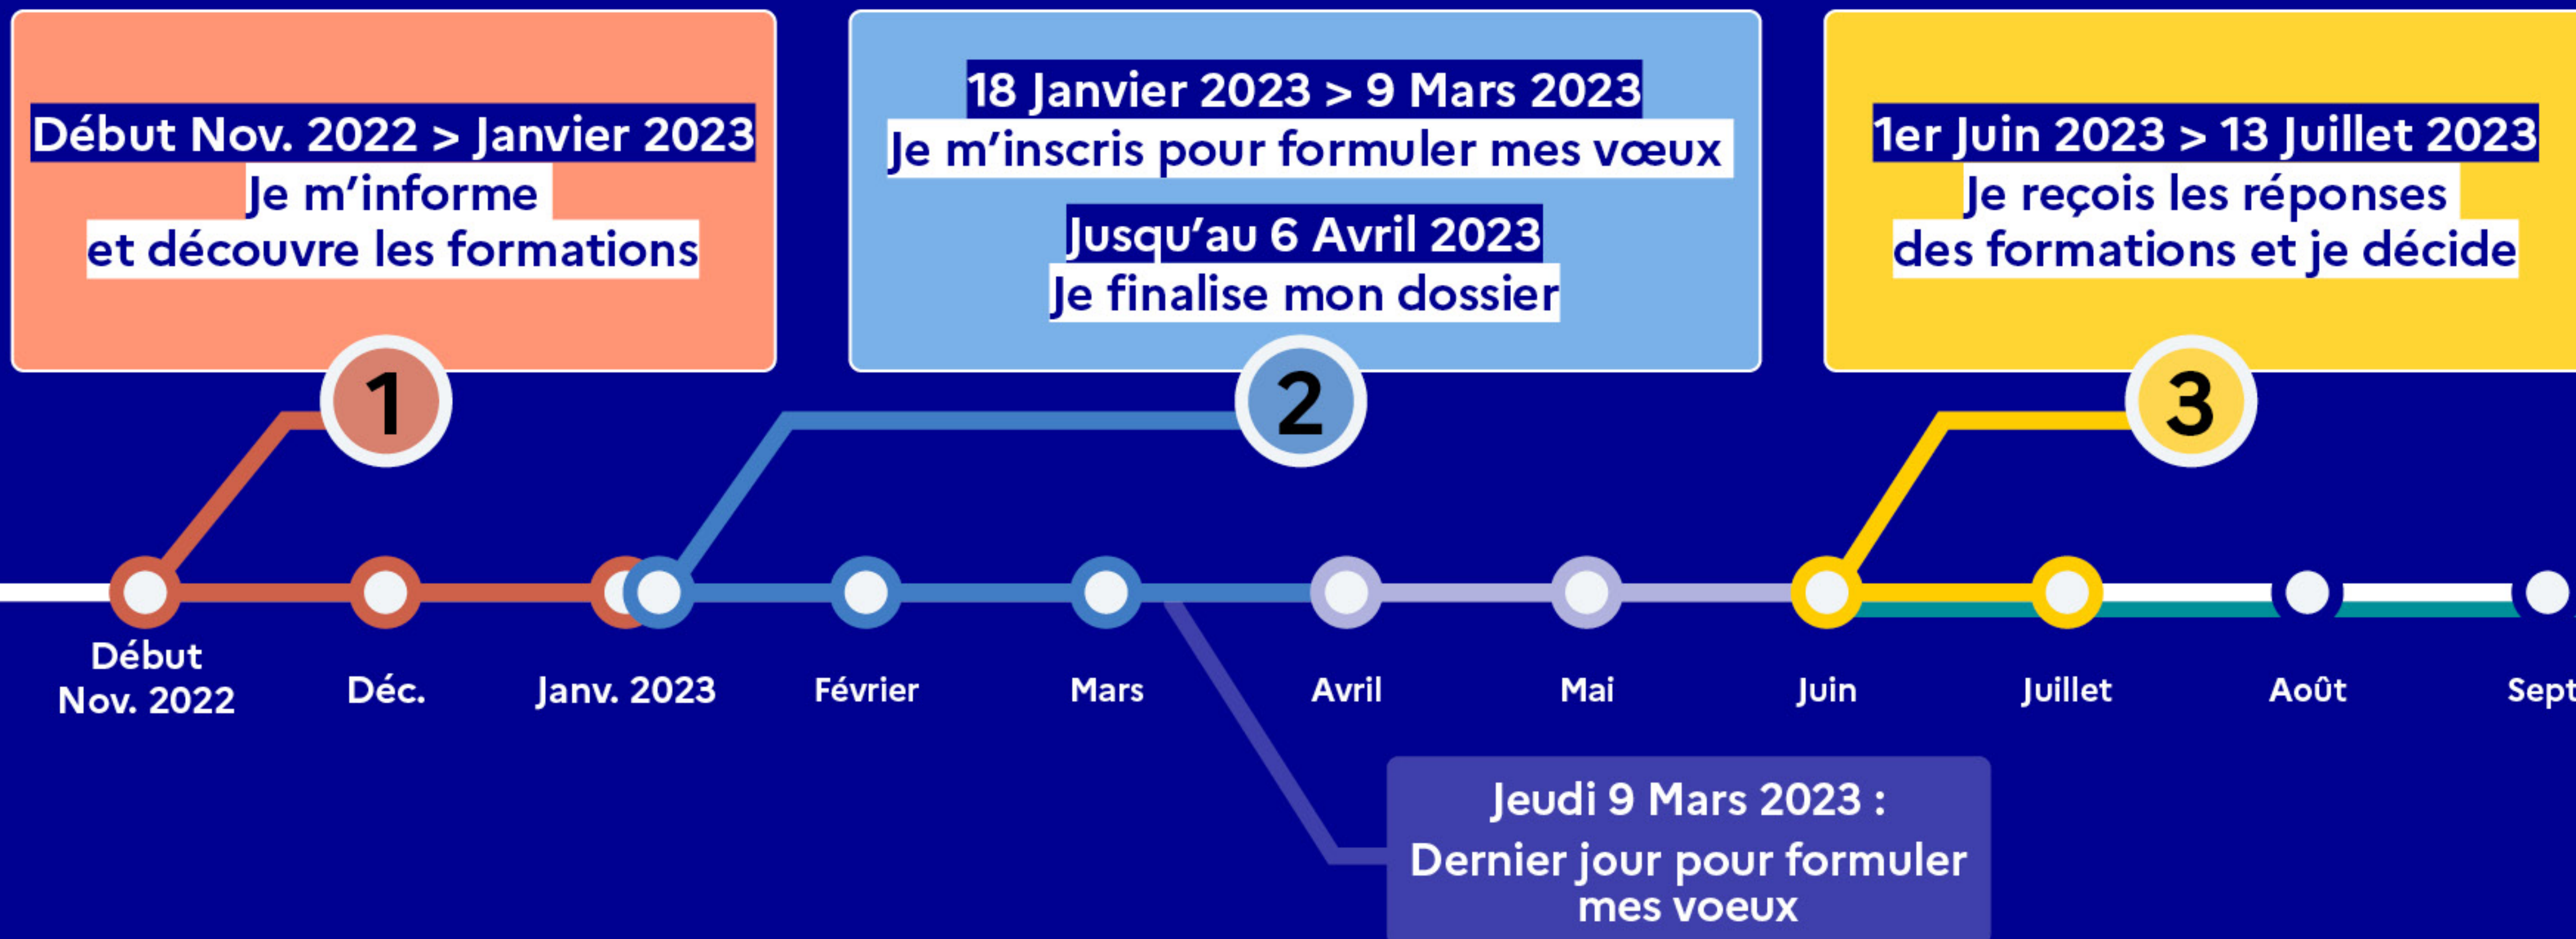 Début Nov. 2022 > Janvier 2023
Je m’informe
et découvre les formations
1
18 Janvier 2023 > 9 Mars 2023
Je m’inscris pour formuler mes vœux
Jusqu’au 6 Avril 2023
Je finalise mon dossier
2
1er Juin 2023 > 13 Juillet 2023
Je reçois les réponses
des formations et je décide
3
Début
Nov. 2022
Déc.
Janv. 2023
Février
Mars
Avril
Mai
Juin
Juillet
Août
Sept
Jeudi 9 Mars 2023 :
Dernier jour pour formuler
mes voeux